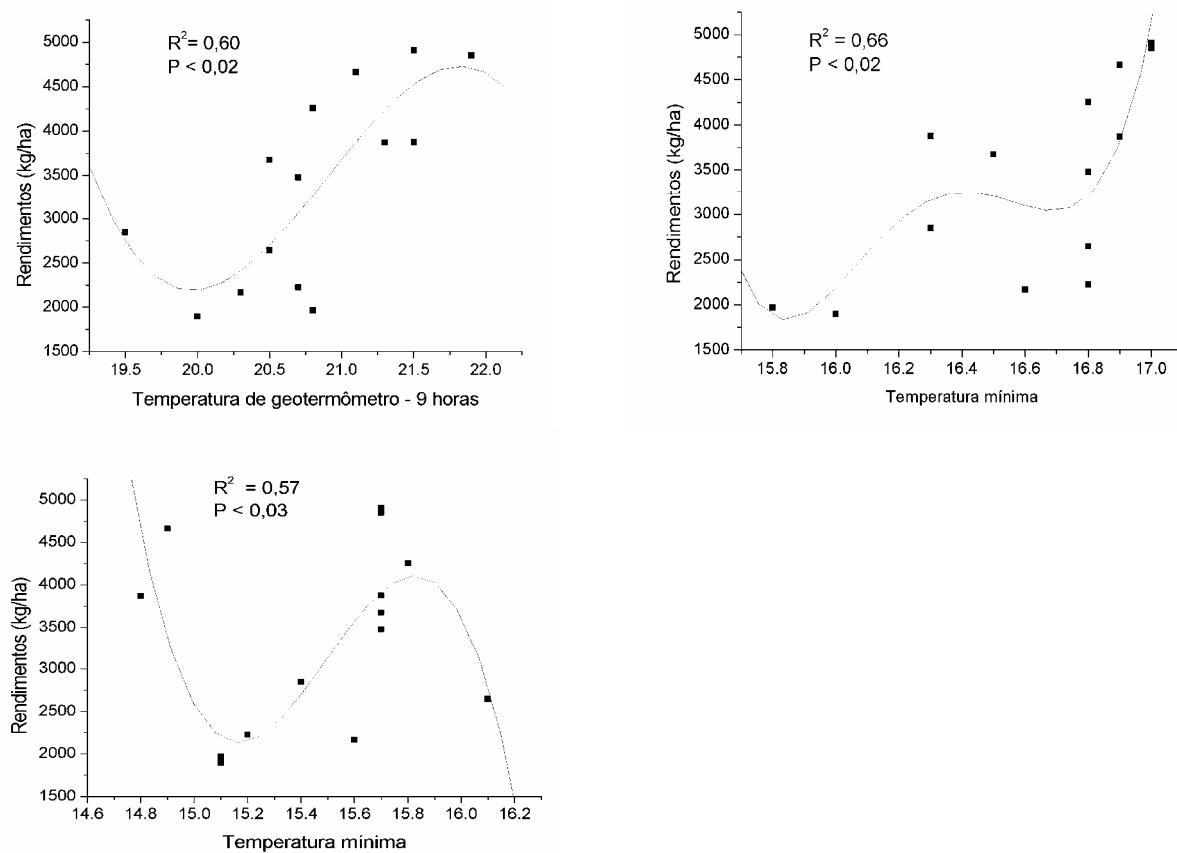 R² = 0,60
P < 0,02
5000
4500
4000
3500
3000
2500
2000
1500
Rendimentos (kg/ha)
19.5 20.0 20.5 20.7 21.0 21.5 22.0
Temperatura de geotermômetro - 9 horas
R² = 0,66
P < 0,02
5000
4500
4000
3500
3000
2500
2000
1500
Rendimentos (kg/ha)
15.8 16.0 16.2 16.4 16.6 16.8 17.0
Temperatura mínima
R² = 0,57
P < 0,03
5000
4500
4000
3500
3000
2500
2000
1500
Rendimentos (kg/ha)
14.6 14.8 15.0 15.2 15.4 15.6 15.8 16.0 16.2
Temperatura mínima